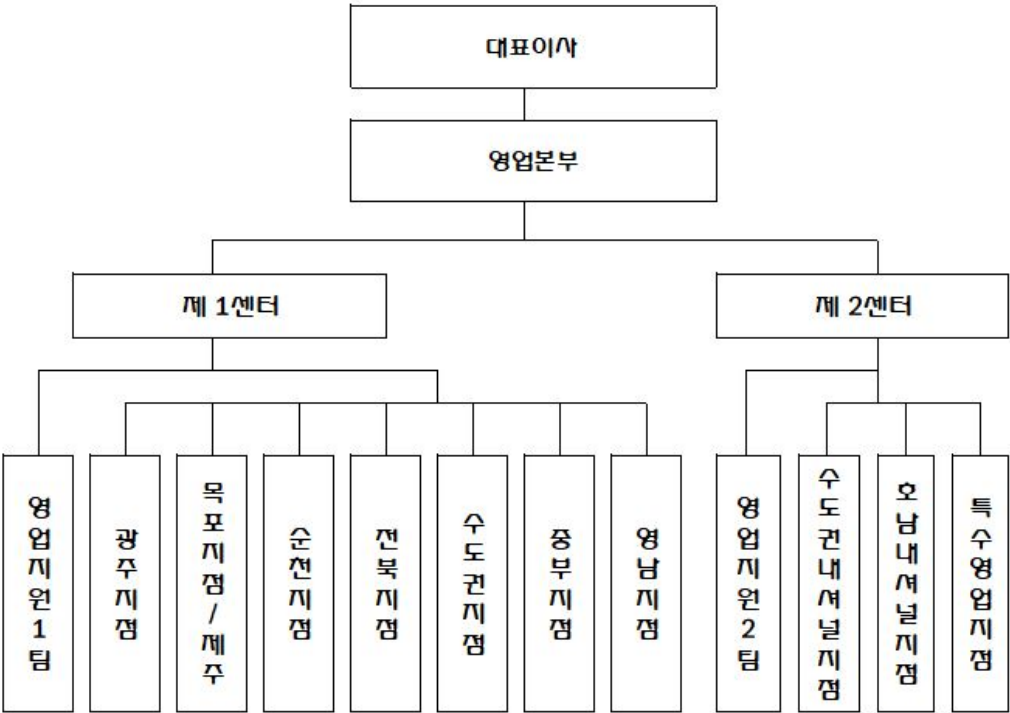 대표이사
영업본부
제 1센터
제 2센터
영업지원1팀
광주지점
목포지점/제주
순천지점
전북지점
수도권지점
중부지점
영남지점
영업지원2팀
수도권내셔널지점
호남내셔널지점
특수영업지점